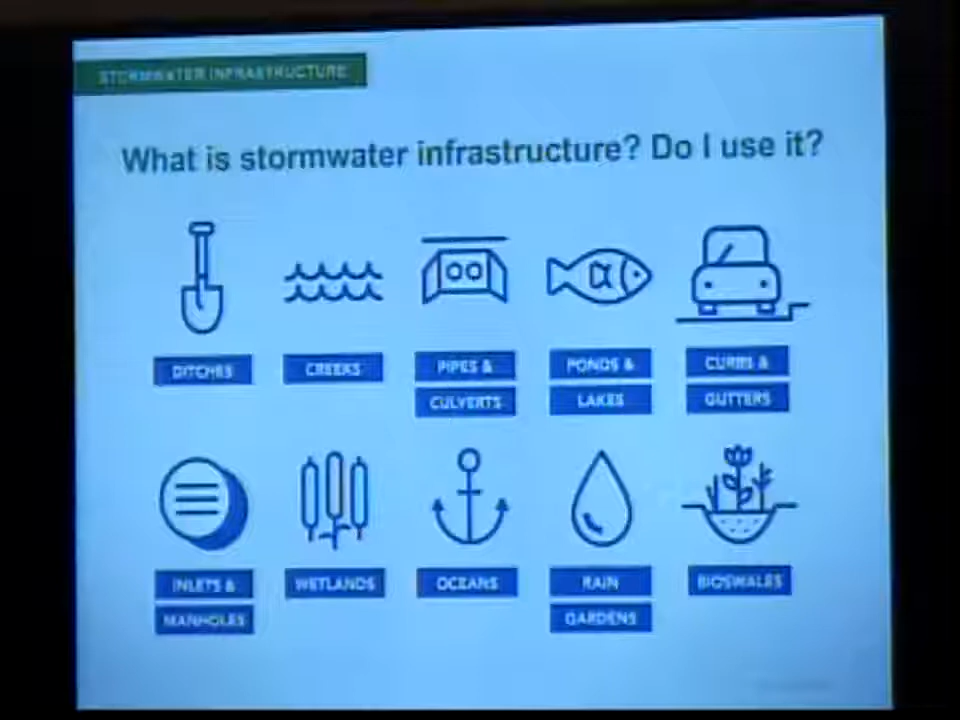 STORMWATER INFRASTRUCTURE
What is stormwater infrastructure? Do I use it?
DITCHES
CREEKS
PIPES &
CULVERTS
PONDS &
LAKES
CURBS &
GUTTERS
INLETS &
MANHOLES
WETLANDS
OCEANS
RAIN
GARDENS
BIOSWALES